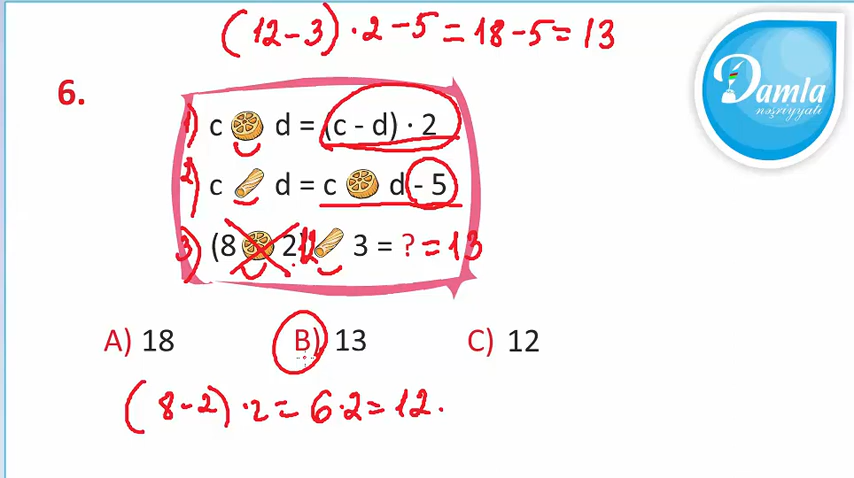 (12-3)·2-5=18-5=13
Damla
nəşriyyatı
6.
1) c d = (c - d) · 2
2) c d = c d - 5
3) (8 2) 12 3 = ? = 13
A) 18 B) 13 C) 12
(8-2)·2=6·2=12.